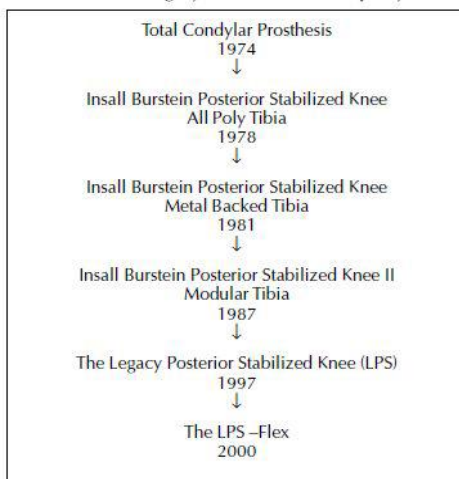 Total Condylar Prosthesis
1974
↓
Insall Burstein Posterior Stabilized Knee
All Poly Tibia
1978
↓
Insall Burstein Posterior Stabilized Knee
Metal Backed Tibia
1981
↓
Insall Burstein Posterior Stabilized Knee II
Modular Tibia
1987
↓
The Legacy Posterior Stabilized Knee (LPS)
1997
↓
The LPS –Flex
2000